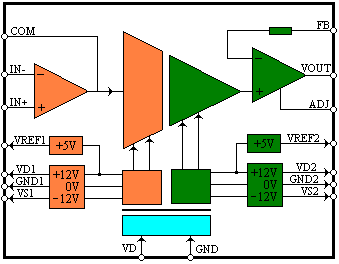 COM
FB
IN-
−
IN+
+
−
+
VOUT
ADJ
VREF1
+5V
+5V
VREF2
VD1
+12V
+12V
VD2
GND1
0V
0V
GND2
VS1
−12V
−12V
VS2
VD
GND